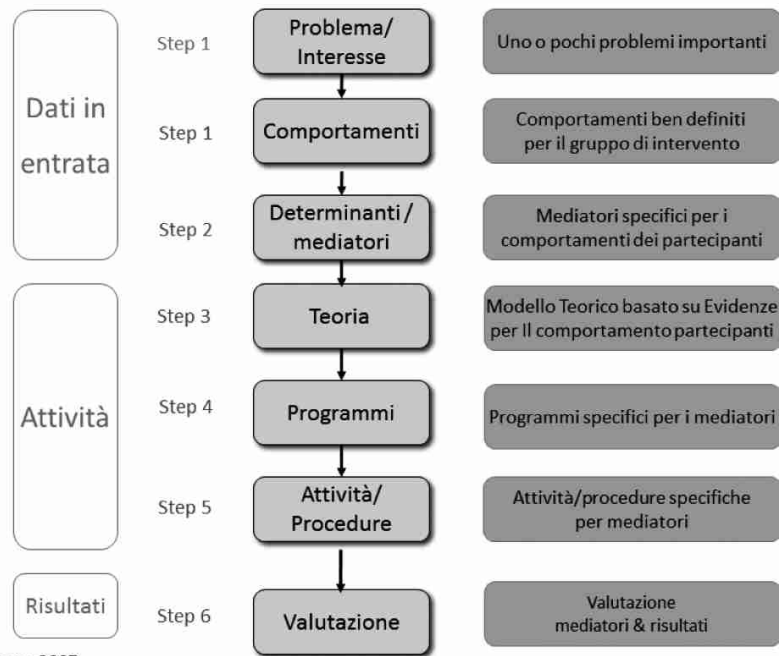 Dati in
entrata
Step 1
Problema/
Interesse
Uno o pochi problemi importanti
Step 1
Comportamenti
Comportamenti ben definiti
per il gruppo di intervento
Step 2
Determinanti/
mediatori
Mediatori specifici per i
comportamenti dei partecipanti
Attività
Step 3
Teoria
Modello Teorico basato su Evidenze
per Il comportamento partecipanti
Step 4
Programmi
Programmi specifici per i mediatori
Step 5
Attività/
Procedure
Attività/procedure specifiche
per mediatori
Risultati
Step 6
Valutazione
Valutazione
mediatori & risultati